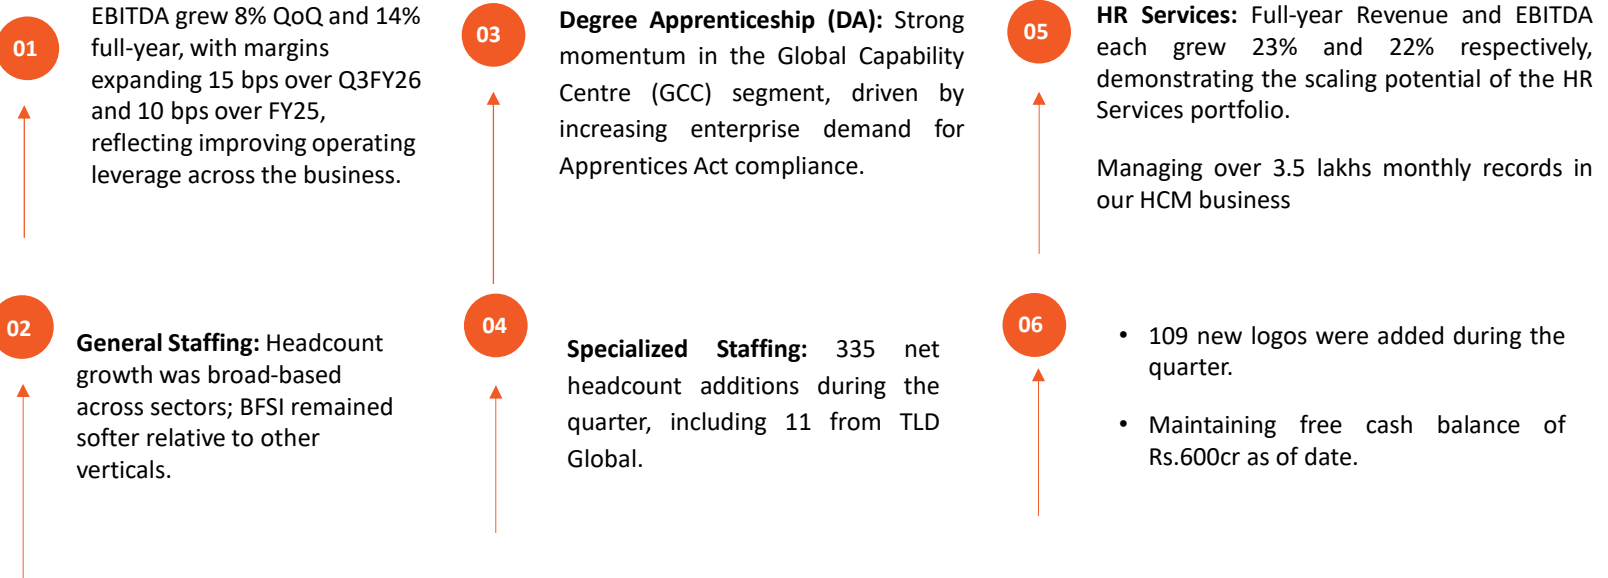 01
EBITDA grew 8% QoQ and 14%
full-year, with margins
expanding 15 bps over Q3FY26
and 10 bps over FY25,
reflecting improving operating
leverage across the business.
02
General Staffing: Headcount
growth was broad-based
across sectors; BFSI remained
softer relative to other
verticals.
03
Degree Apprenticeship (DA): Strong
momentum in the Global Capability
Centre (GCC) segment, driven by
increasing enterprise demand for
Apprentices Act compliance.
04
Specialized Staffing: 335 net
headcount additions during the
quarter, including 11 from TLD
Global.
05
HR Services: Full-year Revenue and EBITDA
each grew 23% and 22% respectively,
demonstrating the scaling potential of the HR
Services portfolio.
Managing over 3.5 lakhs monthly records in
our HCM business
06
• 109 new logos were added during the
quarter.
• Maintaining free cash balance of
Rs.600cr as of date.